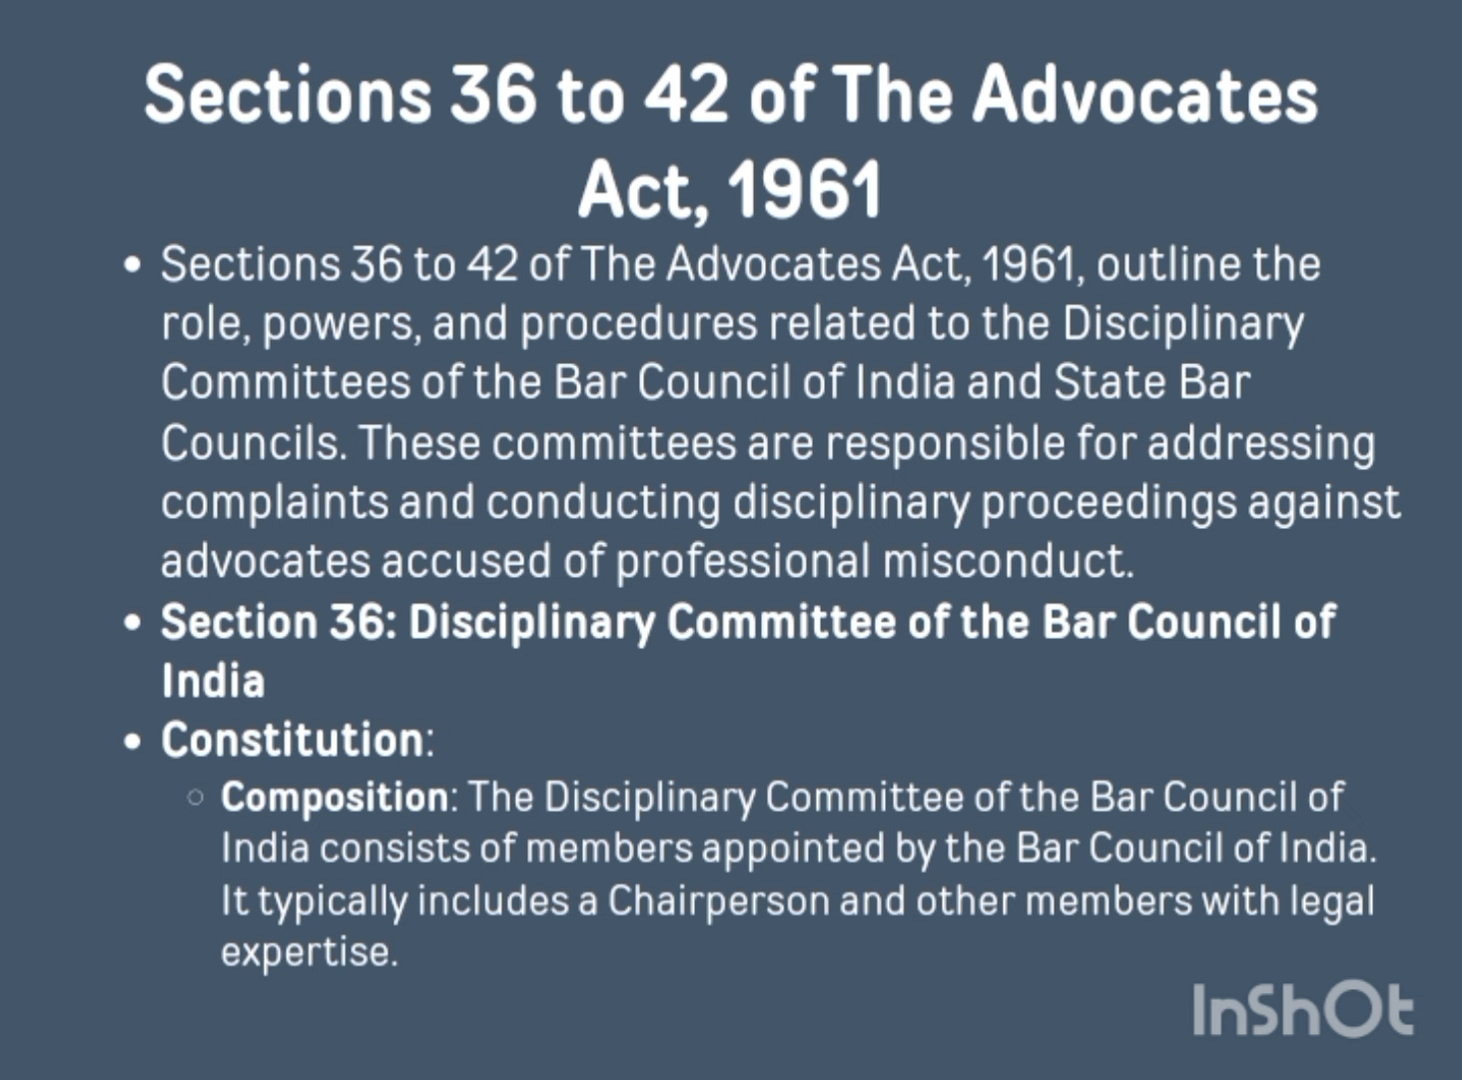 Sections 36 to 42 of The Advocates
Act, 1961
• Sections 36 to 42 of The Advocates Act, 1961, outline the
role, powers, and procedures related to the Disciplinary
Committees of the Bar Council of India and State Bar
Councils. These committees are responsible for addressing
complaints and conducting disciplinary proceedings against
advocates accused of professional misconduct.
• Section 36: Disciplinary Committee of the Bar Council of
India
• Constitution:
○ Composition: The Disciplinary Committee of the Bar Council of
India consists of members appointed by the Bar Council of India.
It typically includes a Chairperson and other members with legal
expertise.
InShOt